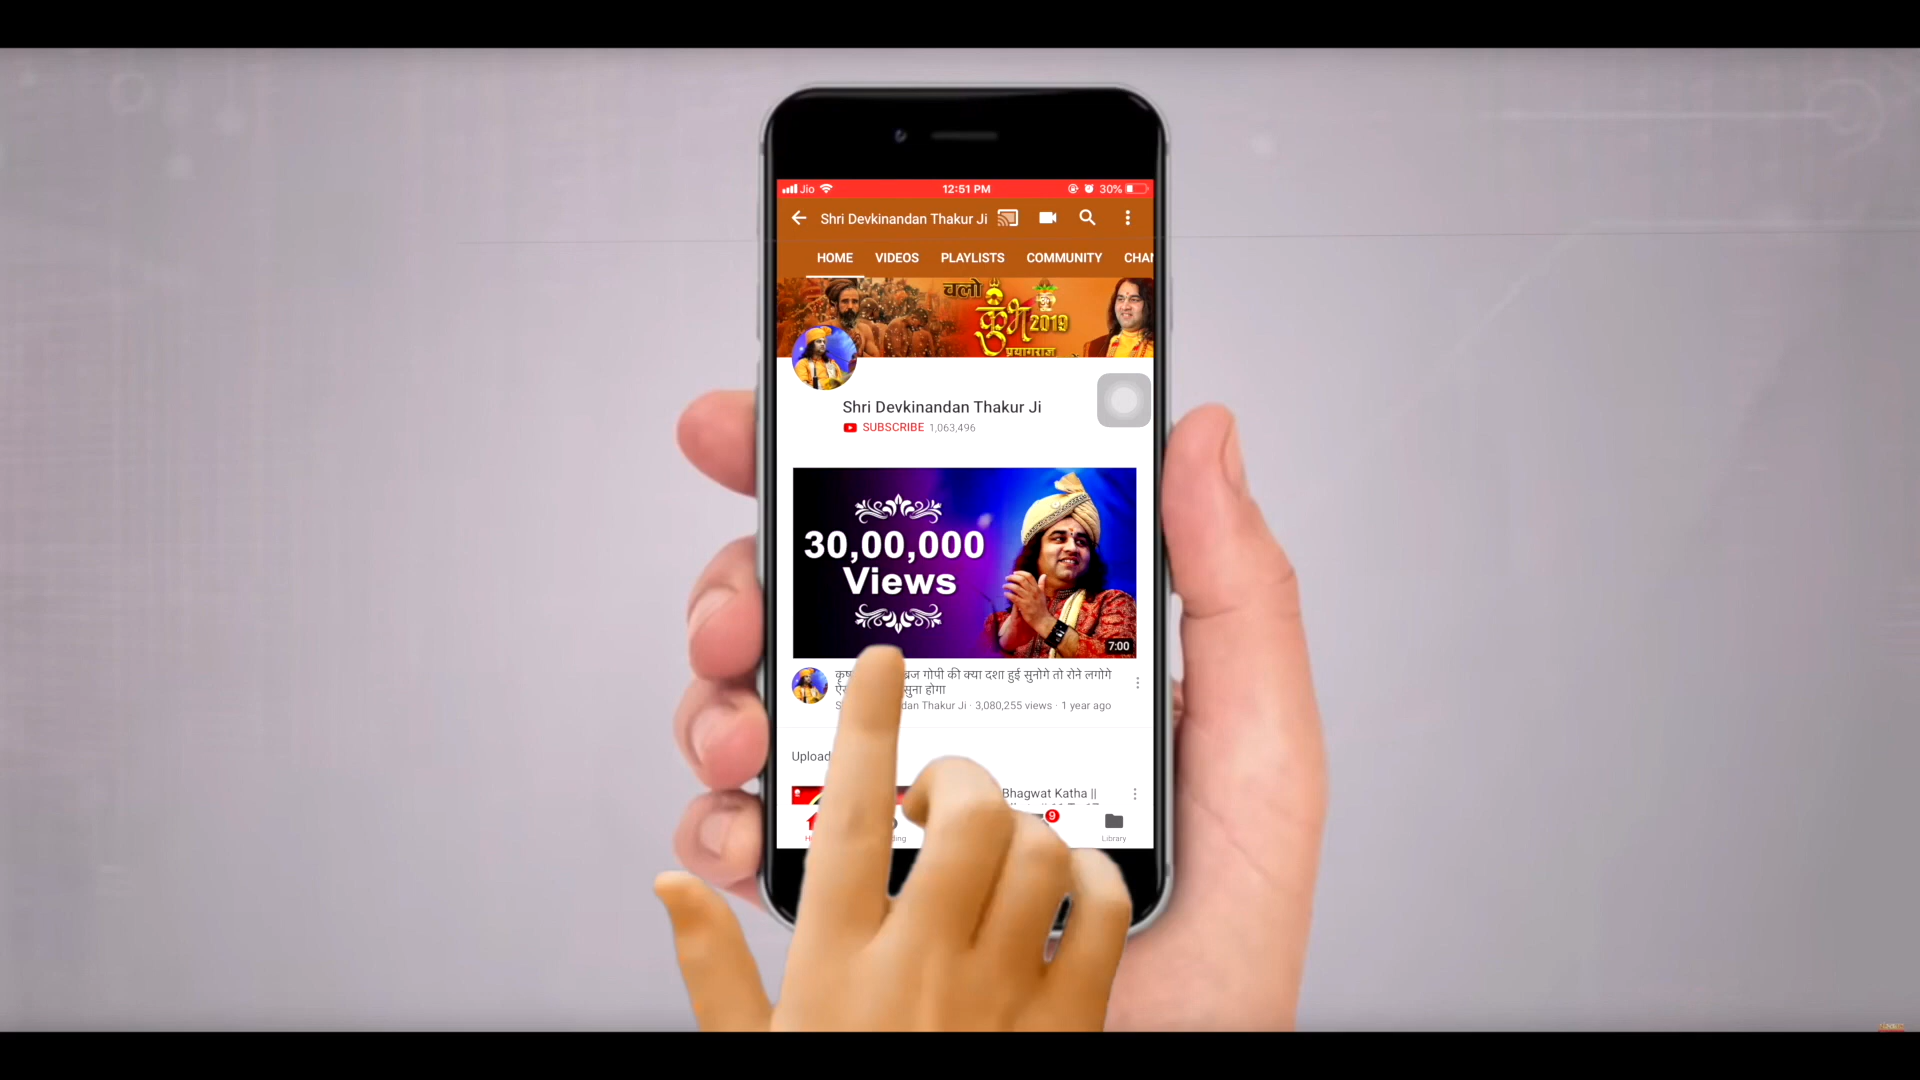 Jio
12:51 PM
30%
Shri Devkinandan Thakur Ji
HOME VIDEOS PLAYLISTS COMMUNITY CHAN
चलो
कुंभ 2019
प्रयागराज
Shri Devkinandan Thakur Ji
SUBSCRIBE 1,063,496
30,00,000
Views
7:00
ब्रज गोपी की क्या दशा हुई सुनोगे तो रोने लगोगे
सुना होगा
dan Thakur Ji · 3,080,255 views · 1 year ago
Upload
Bhagwat Katha ||
9
Library